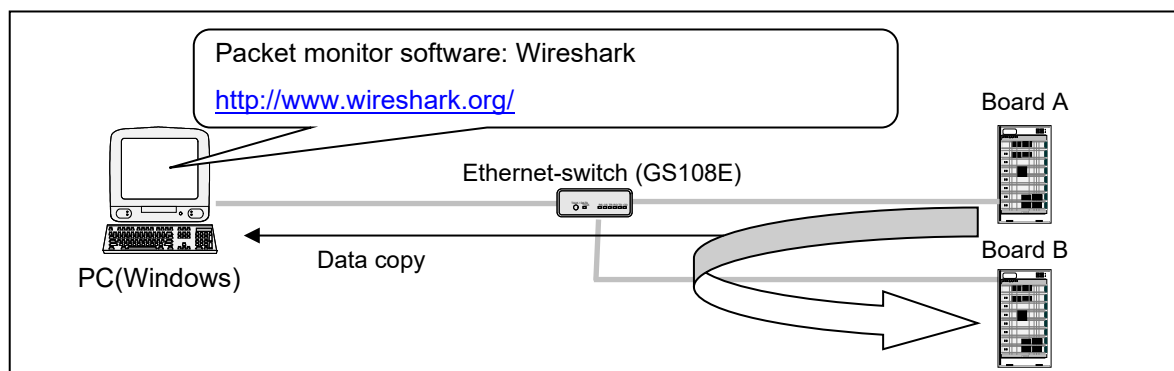 Packet monitor software: Wireshark
http://www.wireshark.org/
Board A
Ethernet-switch (GS108E)
Board B
Data copy
PC(Windows)